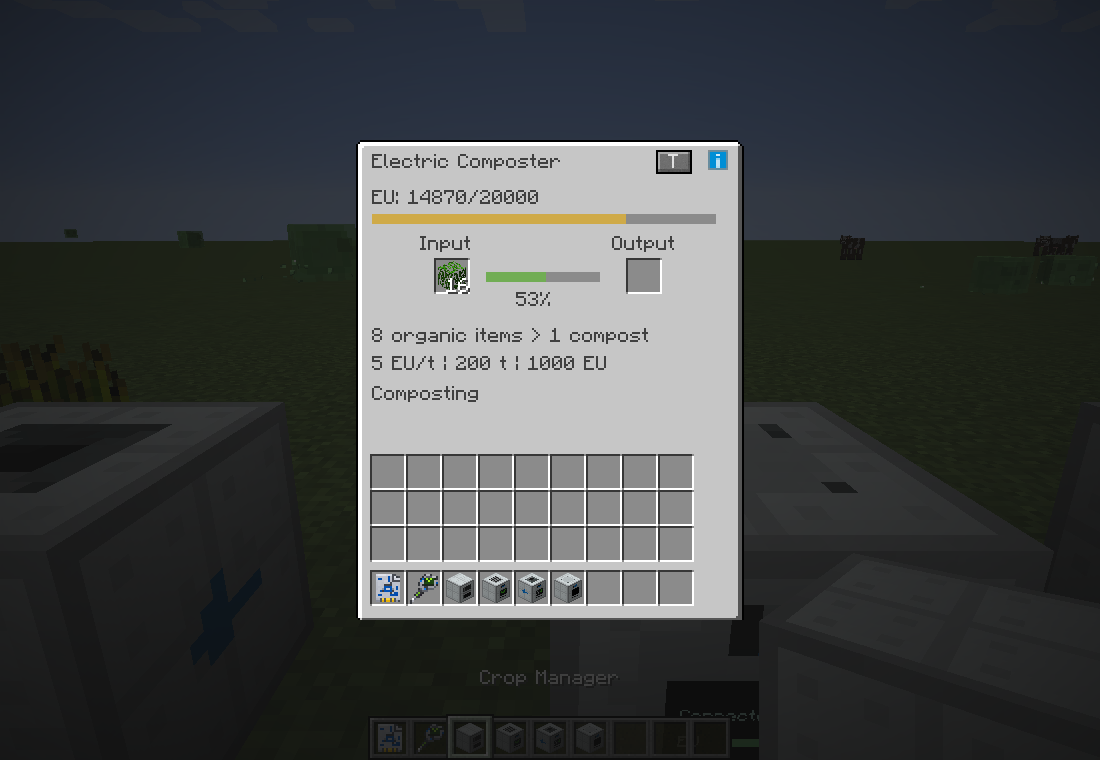 Electric Composter
T
i
EU: 14870/20000
Input
Output
53%
8 organic items > 1 compost
5 EU/t ¦ 200 t ¦ 1000 EU
Composting
Crop Manager